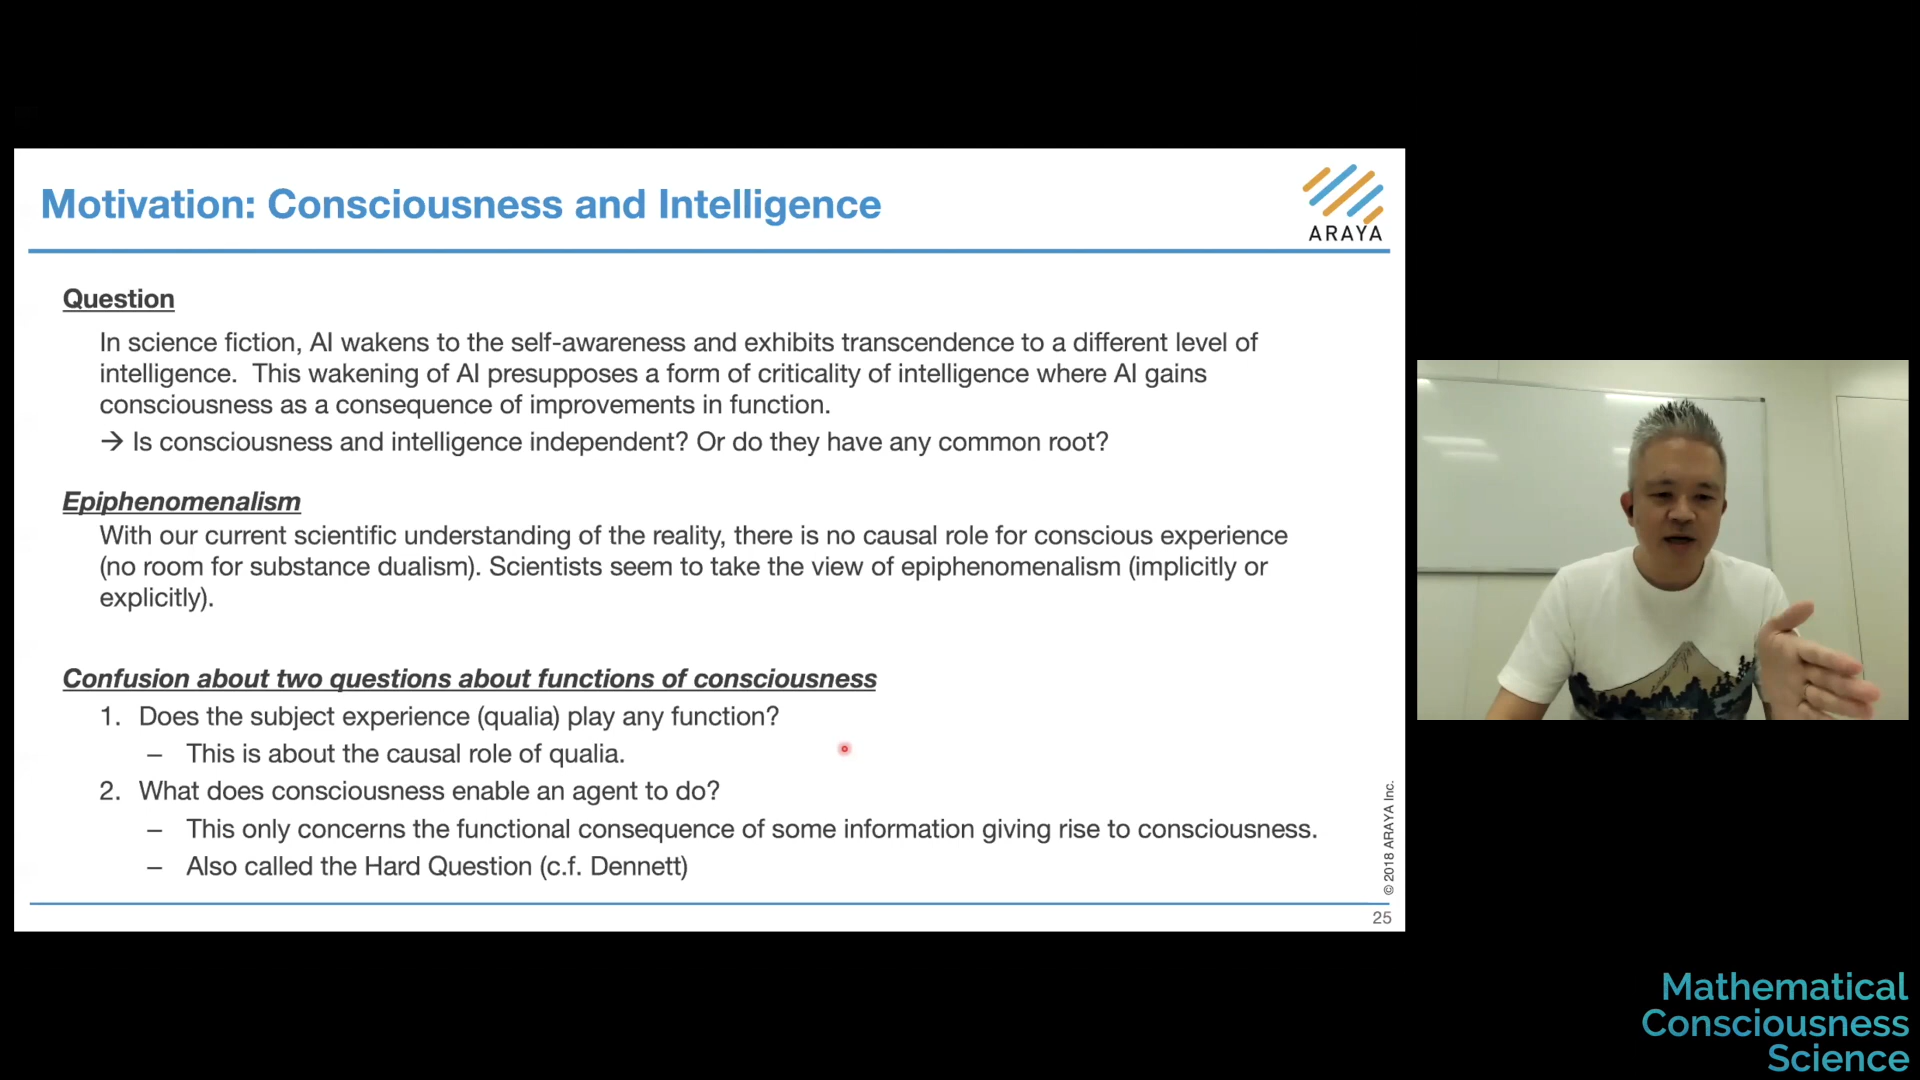 Motivation: Consciousness and Intelligence
ARAYA
Question
In science fiction, AI wakens to the self-awareness and exhibits transcendence to a different level of
intelligence.  This wakening of AI presupposes a form of criticality of intelligence where AI gains
consciousness as a consequence of improvements in function.
→ Is consciousness and intelligence independent? Or do they have any common root?
Epiphenomenalism
With our current scientific understanding of the reality, there is no causal role for conscious experience
(no room for substance dualism). Scientists seem to take the view of epiphenomenalism (implicitly or
explicitly).
Confusion about two questions about functions of consciousness
1. Does the subject experience (qualia) play any function?
– This is about the causal role of qualia.
2. What does consciousness enable an agent to do?
– This only concerns the functional consequence of some information giving rise to consciousness.
– Also called the Hard Question (c.f. Dennett)
© 2018 ARAYA Inc.
25
Mathematical
Consciousness
Science